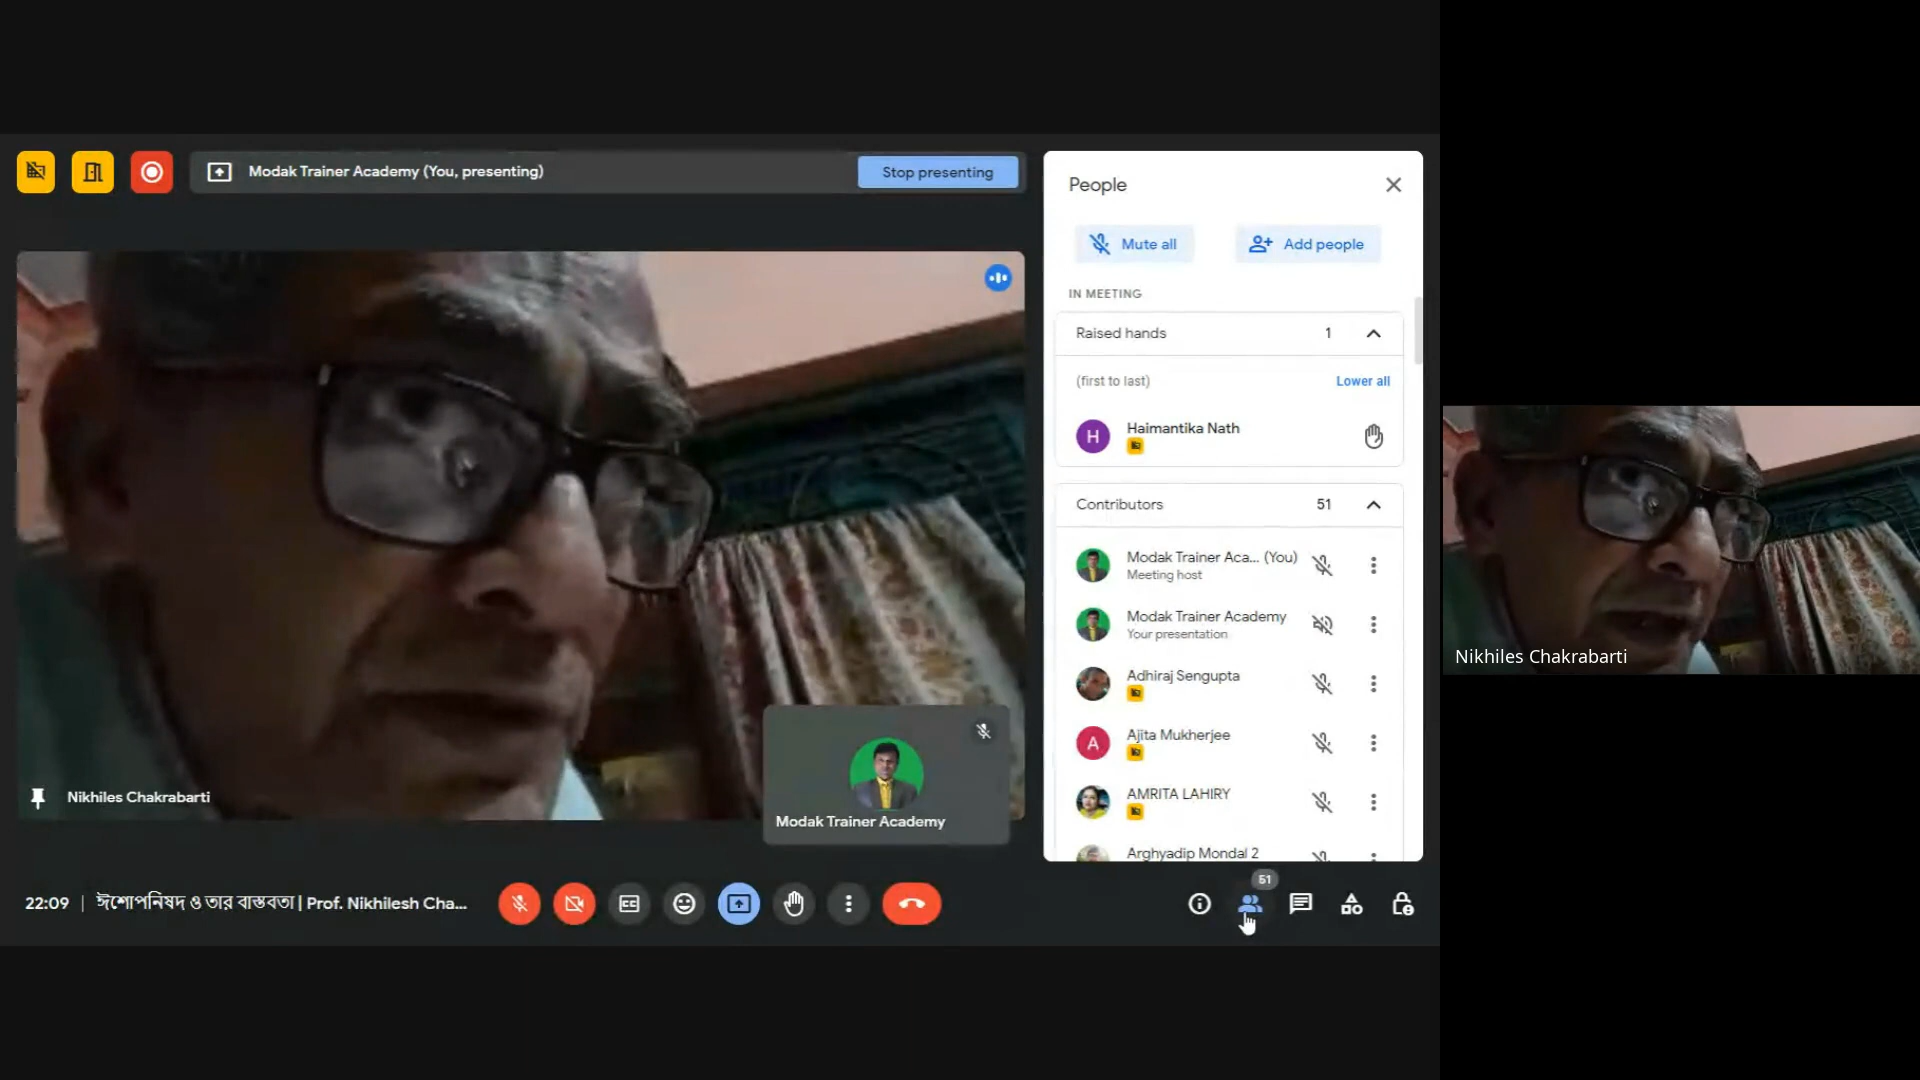 Modak Trainer Academy (You, presenting)
Stop presenting
Nikhiles Chakrabarti
Modak Trainer Academy
People
Mute all
Add people
IN MEETING
Raised hands 1
(first to last) Lower all
H Haimantika Nath
Contributors 51
Modak Trainer Aca... (You)
Meeting host
Modak Trainer Academy
Your presentation
Adhiraj Sengupta
A Ajita Mukherjee
AMRITA LAHIRY
Arghyadip Mondal 2
22:09 | ঈশোপনিষদ ও তার বাস্তবতা | Prof. Nikhilesh Cha...
CC
51
Nikhiles Chakrabarti